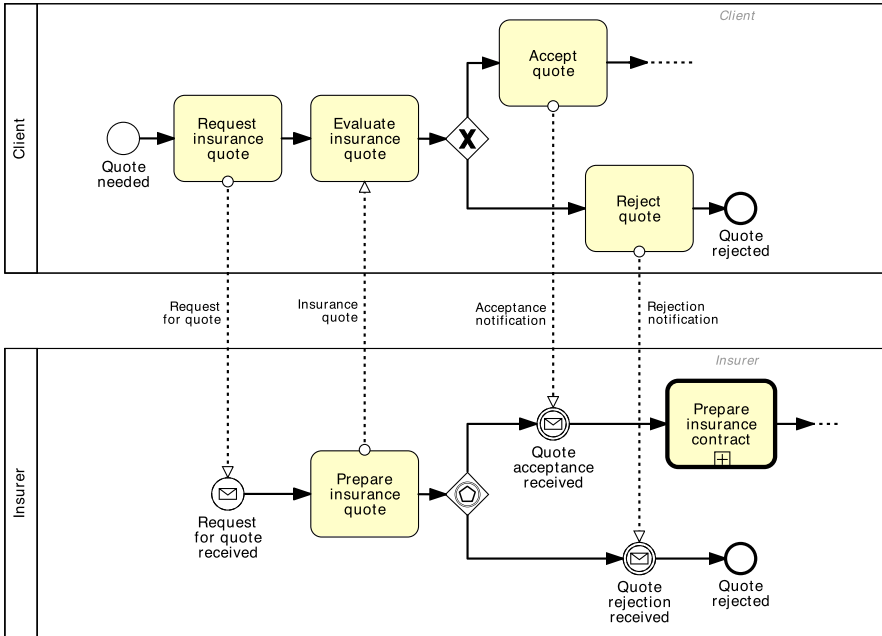 Client
Client
Accept
quote
Request
insurance
quote
Evaluate
insurance
quote
X
Quote
needed
Reject
quote
Quote
rejected
Request
for quote
Insurance
quote
Acceptance
notification
Rejection
notification
Insurer
Insurer
Prepare
insurance
contract
Quote
acceptance
received
Prepare
insurance
quote
Request
for quote
received
Quote
rejection
received
Quote
rejected